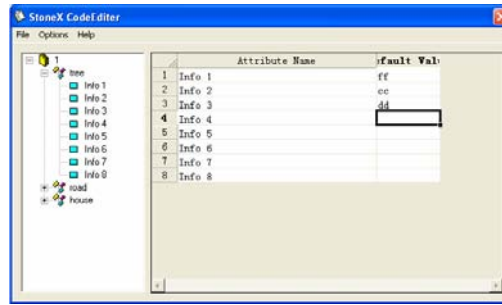 StoneX CodeEditer
File Options Help
1
tree
Info 1
Info 2
Info 3
Info 4
Info 5
Info 6
Info 7
Info 8
road
house
Attribute Name efault Valu
1 Info 1 ff
2 Info 2 cc
3 Info 3 dd
4 Info 4
5 Info 5
6 Info 6
7 Info 7
8 Info 8